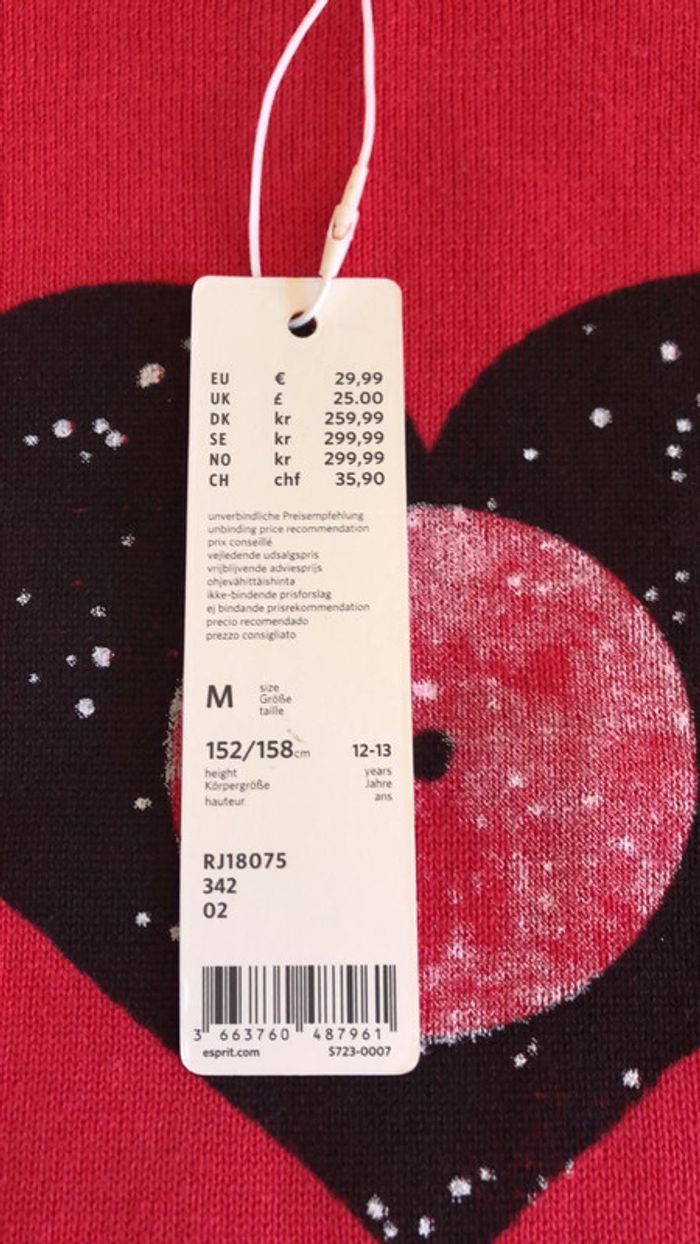 EU € 29,99
UK £ 25.00
DK kr 259,99
SE kr 299,99
NO kr 299,99
CH chf 35,90
unverbindliche Preisempfehlung
unbinding price recommendation
prix conseillé
vejledende udsalgspris
vrijblijvende adviesprijs
ohjevähittäishinta
ikke-bindende prisforslag
ej bindande prisrekommendation
precio recomendado
prezzo consigliato
M size
Größe
taille
152/158cm 12-13
height years
Körpergröße Jahre
hauteur ans
RJ18075
342
02
3 663760 487961
esprit.com S723-0007